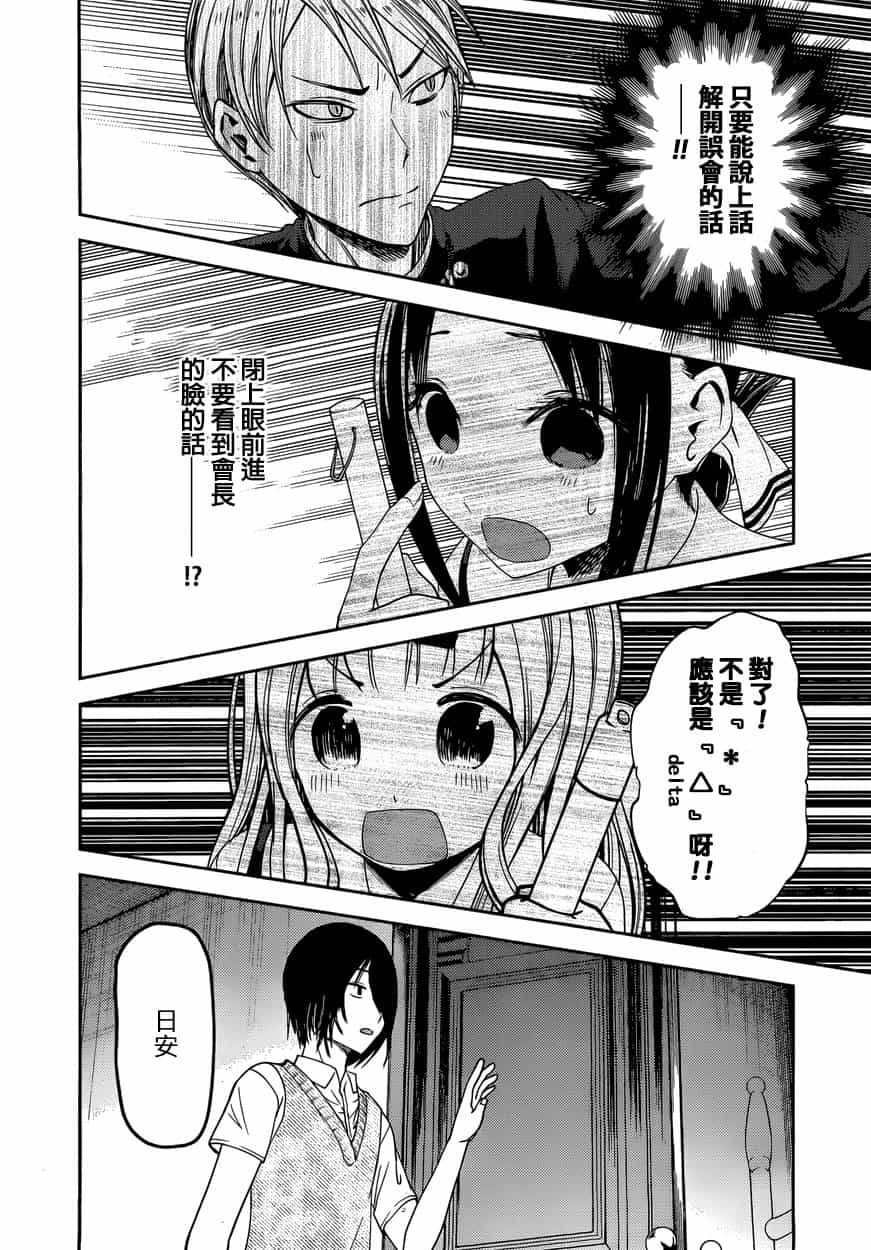 只要能說上話
解開誤會的話
——!!
閉上眼前進
不要看到會長
的臉的話——!?
對了！
不是『＊』
應該是『△』呀!!
delta
日安